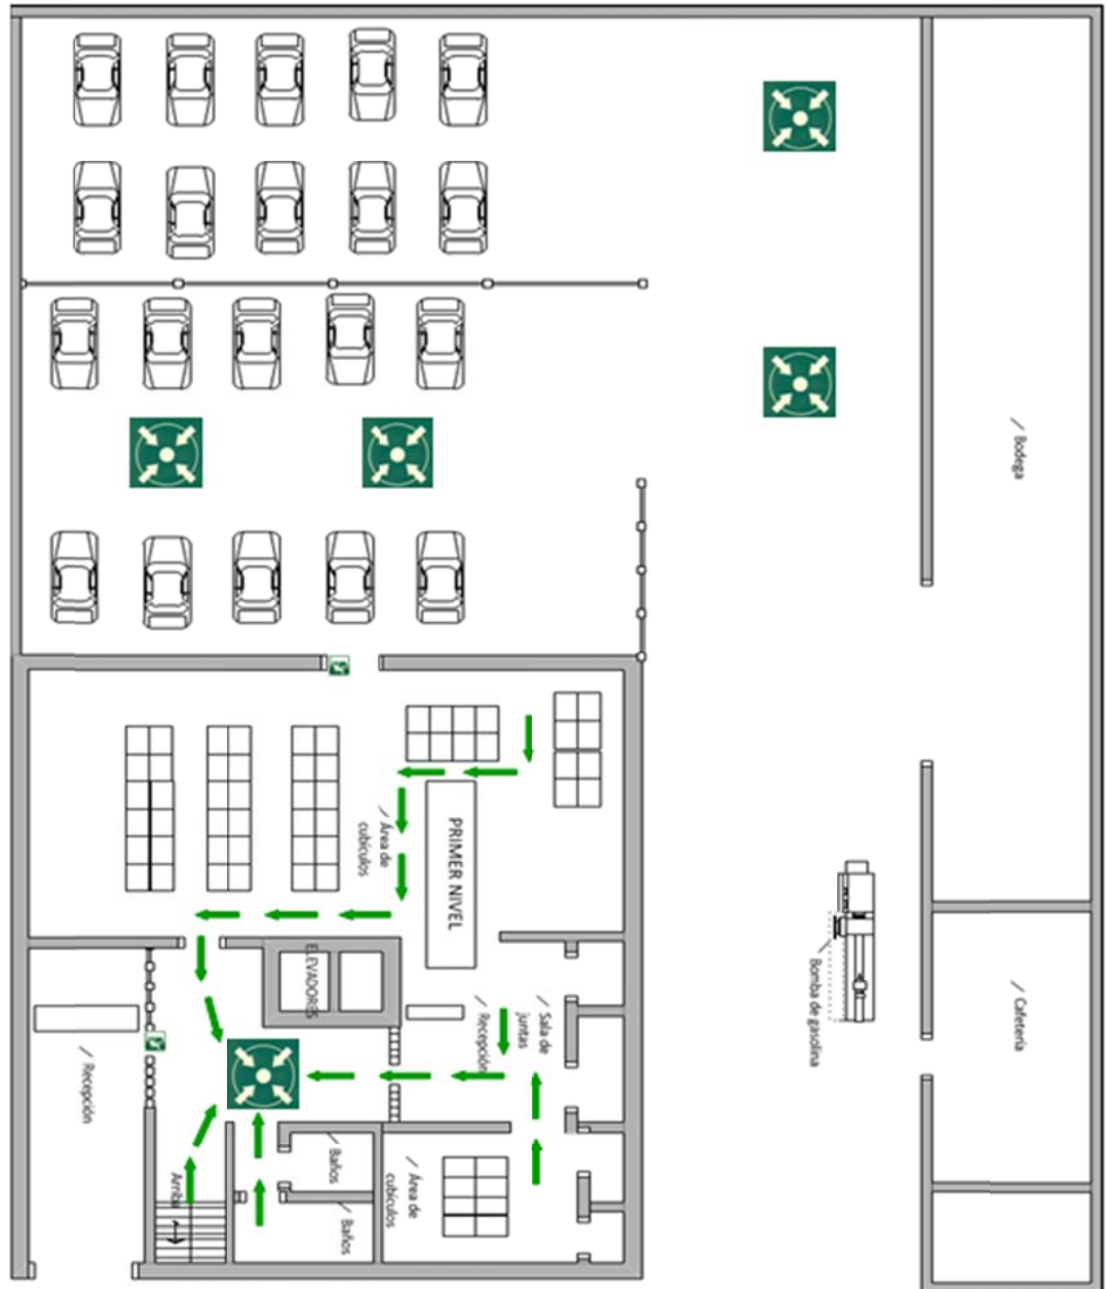 Bodega
PRIMER NIVEL
Área de
cubículos
ELEVADORES
Sala de
juntas
Recepción
Bomba de gasolina
Cafetería
Recepción
Baños
Área de
cubículos
Arriba
Baños